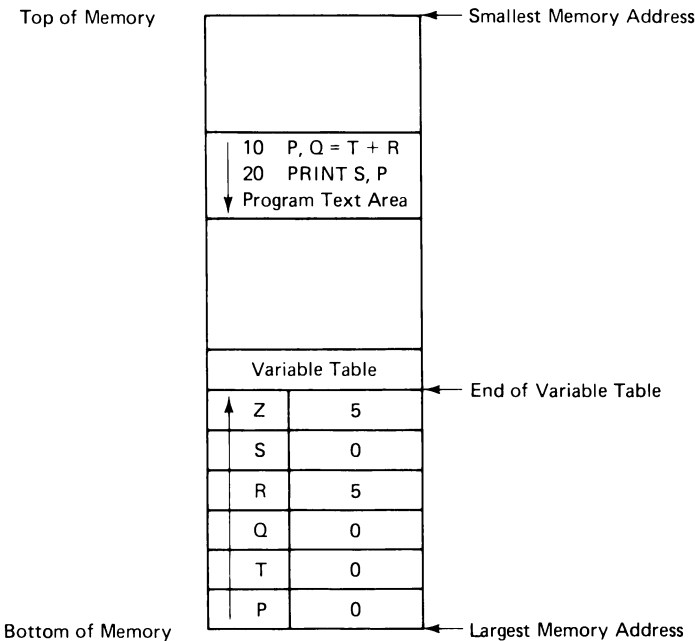 Top of Memory
Smallest Memory Address
10 P, Q = T + R
20 PRINT S, P
Program Text Area
Variable Table
End of Variable Table
Z 5
S 0
R 5
Q 0
T 0
P 0
Bottom of Memory
Largest Memory Address